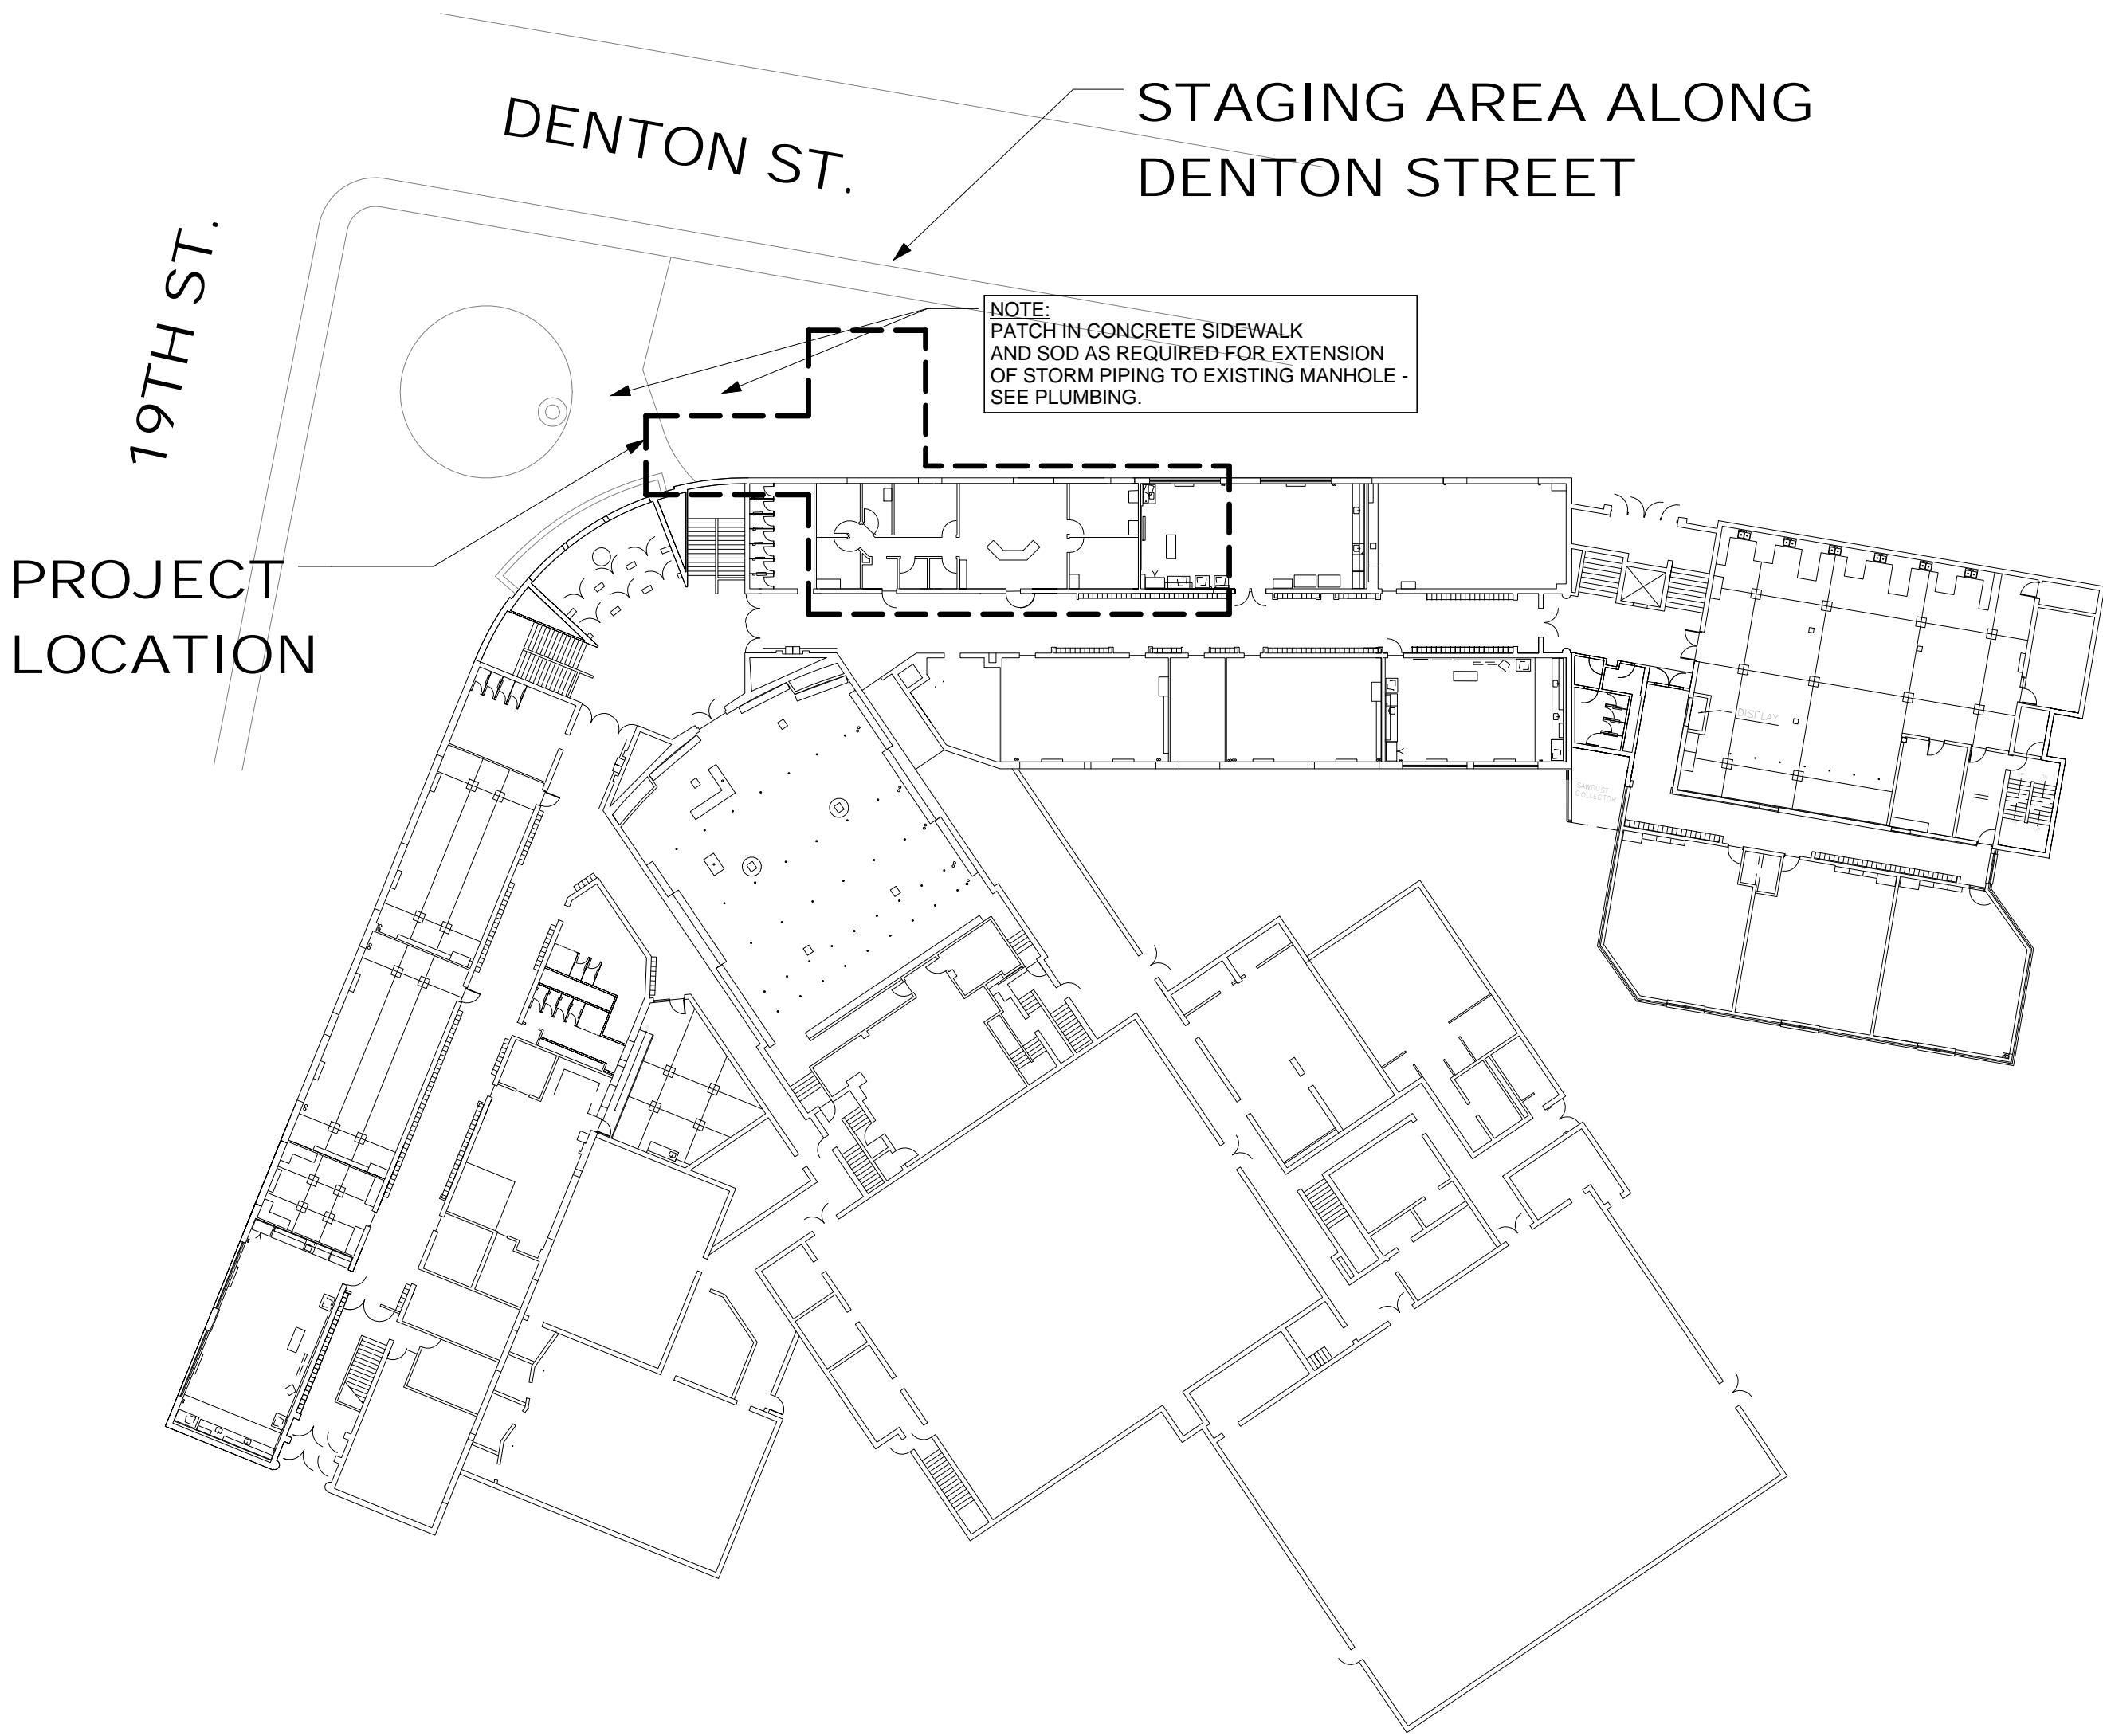 STAGING AREA ALONG
DENTON STREET
DENTON ST.
19TH ST.
NOTE:
PATCH IN CONCRETE SIDEWALK
AND SOD AS REQUIRED FOR EXTENSION
OF STORM PIPING TO EXISTING MANHOLE -
SEE PLUMBING.
PROJECT
LOCATION
DISPLAY
SAWDUST
COLLECTOR